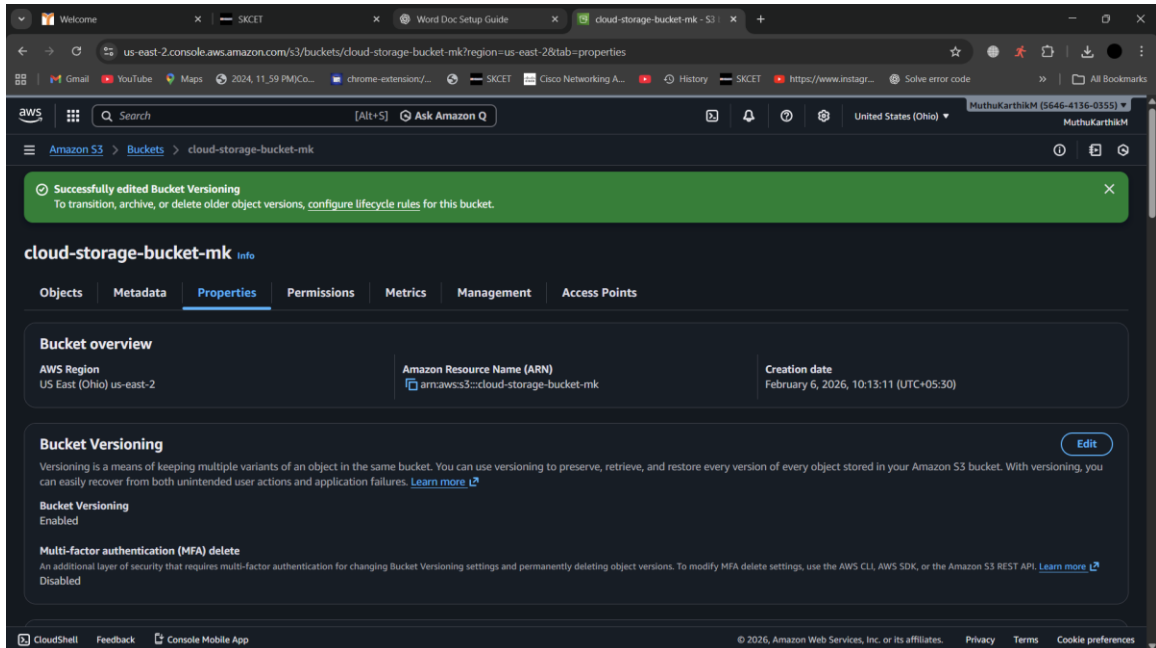 Welcome
SKCET
Word Doc Setup Guide
cloud-storage-bucket-mk - S3 |
us-east-2.console.aws.amazon.com/s3/buckets/cloud-storage-bucket-mk?region=us-east-2&tab=properties
Gmail YouTube Maps 2024, 11_59 PM)Co... chrome-extension:/... SKCET Cisco Networking A... History SKCET https://www.instagr... Solve error code » All Bookmarks
aws Search [Alt+S] Ask Amazon Q United States (Ohio) ▼ MuthuKarthikM (5646-4136-0355) ▼
MuthuKarthikM
Amazon S3 > Buckets > cloud-storage-bucket-mk
Successfully edited Bucket Versioning
To transition, archive, or delete older object versions, configure lifecycle rules for this bucket.
cloud-storage-bucket-mk Info
Objects Metadata Properties Permissions Metrics Management Access Points
Bucket overview
AWS Region
US East (Ohio) us-east-2
Amazon Resource Name (ARN)
arn:aws:s3:::cloud-storage-bucket-mk
Creation date
February 6, 2026, 10:13:11 (UTC+05:30)
Bucket Versioning Edit
Versioning is a means of keeping multiple variants of an object in the same bucket. You can use versioning to preserve, retrieve, and restore every version of every object stored in your Amazon S3 bucket. With versioning, you
can easily recover from both unintended user actions and application failures. Learn more
Bucket Versioning
Enabled
Multi-factor authentication (MFA) delete
An additional layer of security that requires multi-factor authentication for changing Bucket Versioning settings and permanently deleting object versions. To modify MFA delete settings, use the AWS CLI, AWS SDK, or the Amazon S3 REST API. Learn more
Disabled
CloudShell Feedback Console Mobile App © 2026, Amazon Web Services, Inc. or its affiliates. Privacy Terms Cookie preferences